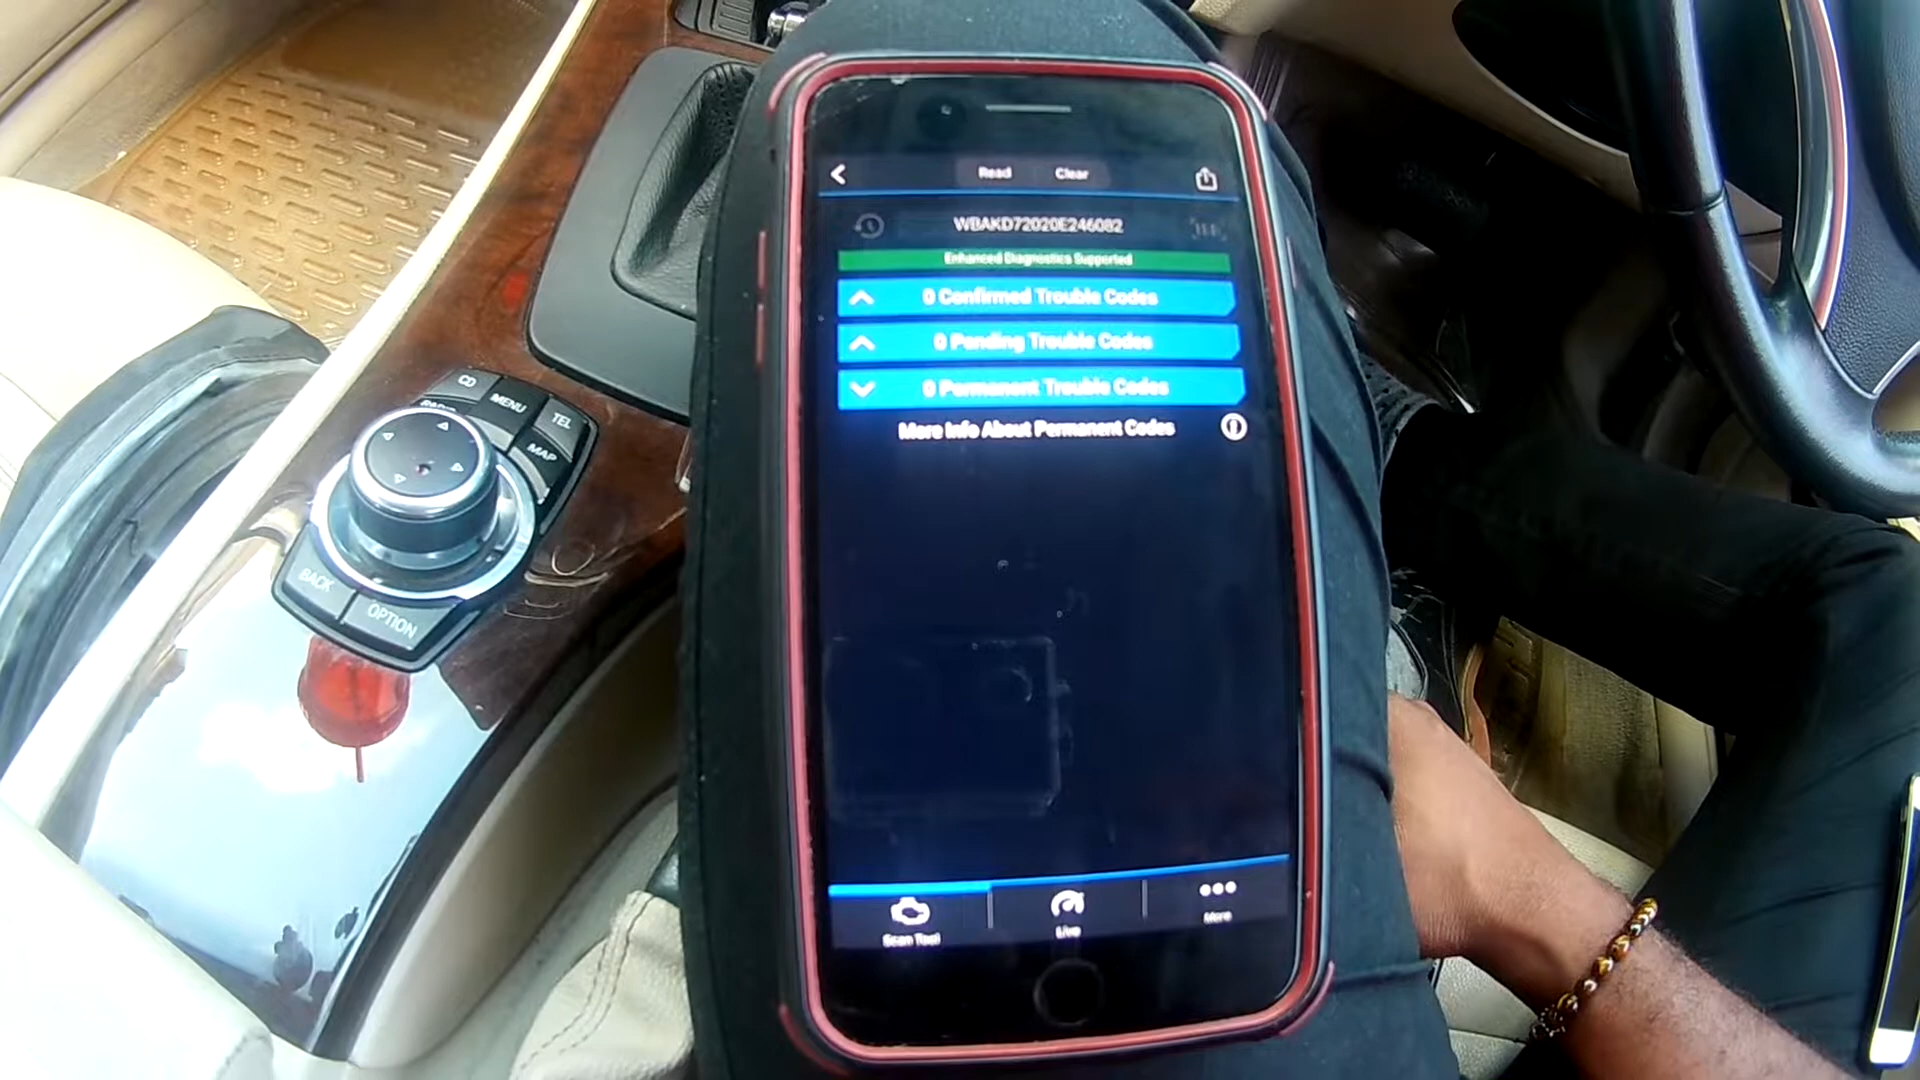 Read Clear
WBAKD72020E246082
Enhanced Diagnostics Supported
0 Confirmed Trouble Codes
0 Pending Trouble Codes
0 Permanent Trouble Codes
More Info About Permanent Codes
Scan Tool
Live
More
CD
MENU
TEL
MAP
BACK
OPTION